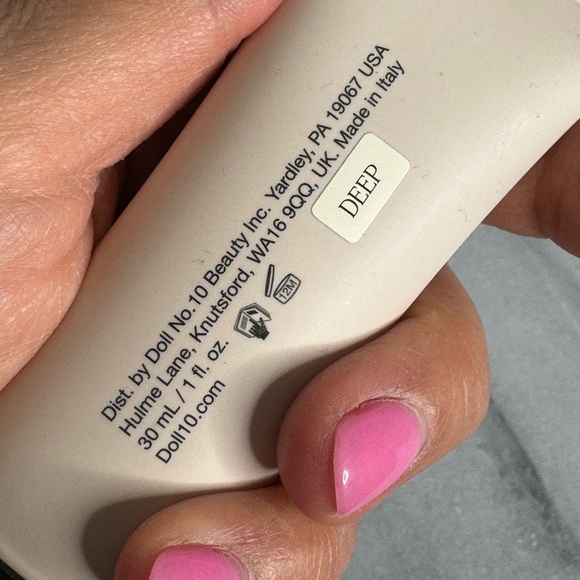 Dist. by Doll No.10 Beauty Inc. Yardley, PA 19067 USA
Hulme Lane, Knutsford, WA16 9QQ, UK. Made in Italy
30 mL / 1 fl. oz.
Doll10.com
12M
DEEP